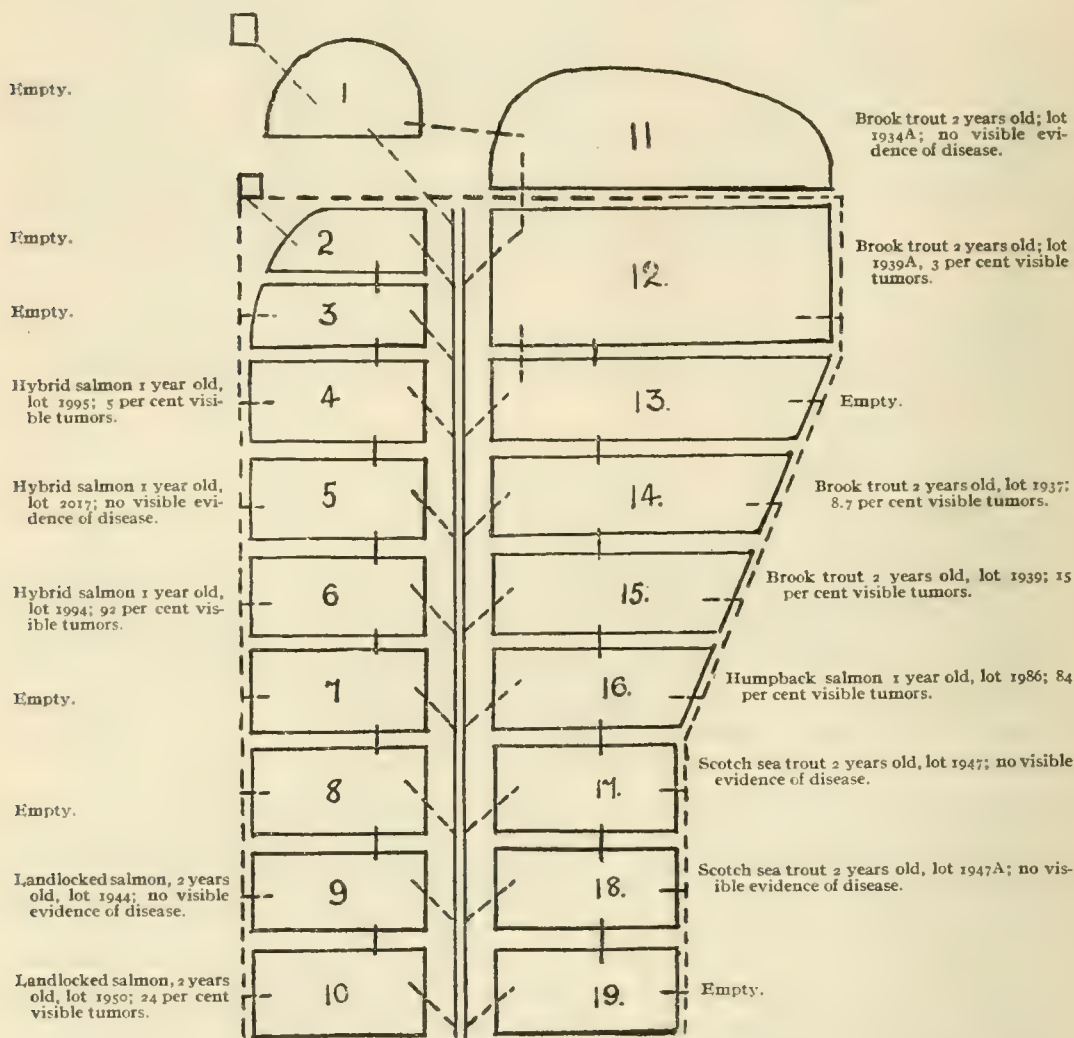 Empty.
1
11
Brook trout 2 years old; lot
1934A; no visible evi-
dence of disease.
Empty.
2
12.
Brook trout 2 years old; lot
1939A, 3 per cent visible
tumors.
Empty.
3
Hybrid salmon 1 year old,
lot 1995; 5 per cent visi-
ble tumors.
4
13.
Empty.
Hybrid salmon 1 year old,
lot 2017; no visible evi-
dence of disease.
5
14.
Brook trout 2 years old, lot 1937;
8.7 per cent visible tumors.
Hybrid salmon 1 year old,
lot 1994; 92 per cent vis-
ible tumors.
6
15.
Brook trout 2 years old, lot 1939; 15
per cent visible tumors.
Empty.
7
16.
Humpback salmon 1 year old, lot 1986; 84
per cent visible tumors.
Empty.
8
17.
Scotch sea trout 2 years old, lot 1947; no visible
evidence of disease.
Landlocked salmon, 2 years
old, lot 1944; no visible
evidence of disease.
9
18.
Scotch sea trout 2 years old, lot 1947A; no vis-
ible evidence of disease.
Landlocked salmon, 2 years
old, lot 1950; 24 per cent
visible tumors.
10
19.
Empty.